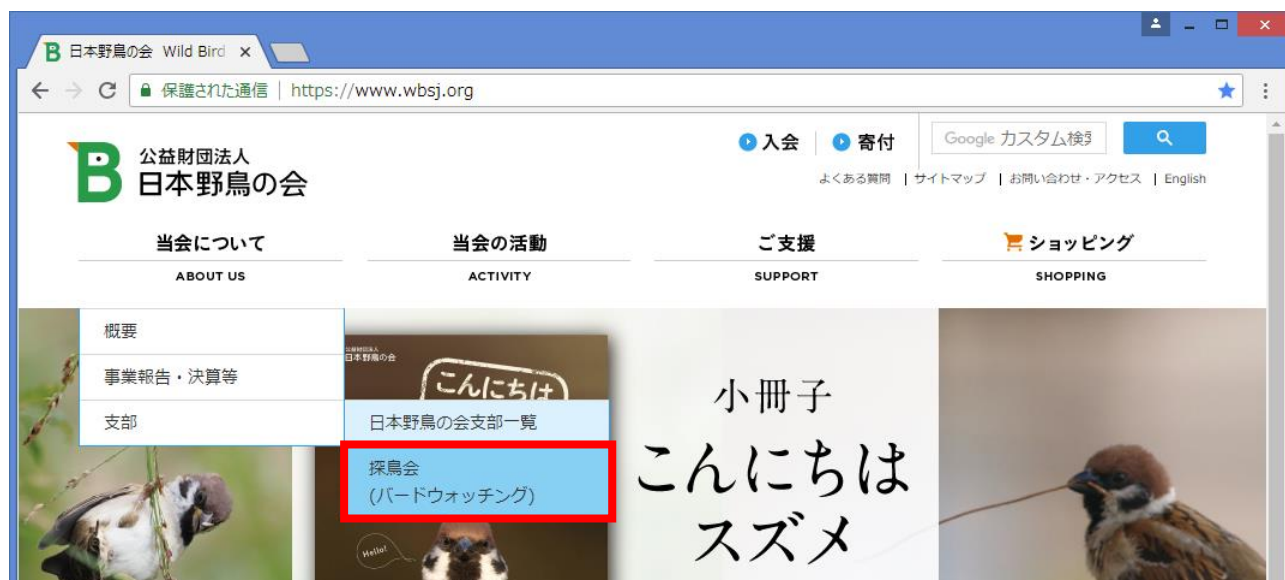 日本野鳥の会 Wild Bird
保護された通信 | https://www.wbsj.org
公益財団法人
日本野鳥の会
入会
寄付
Google カスタム検索
よくある質問 | サイトマップ | お問い合わせ・アクセス | English
当会について
ABOUT US
当会の活動
ACTIVITY
ご支援
SUPPORT
ショッピング
SHOPPING
概要
事業報告・決算等
支部
日本野鳥の会支部一覧
探鳥会
(バードウォッチング)
公益財団法人
日本野鳥の会
こんにちは
Hello!
小冊子
こんにちは
スズメ